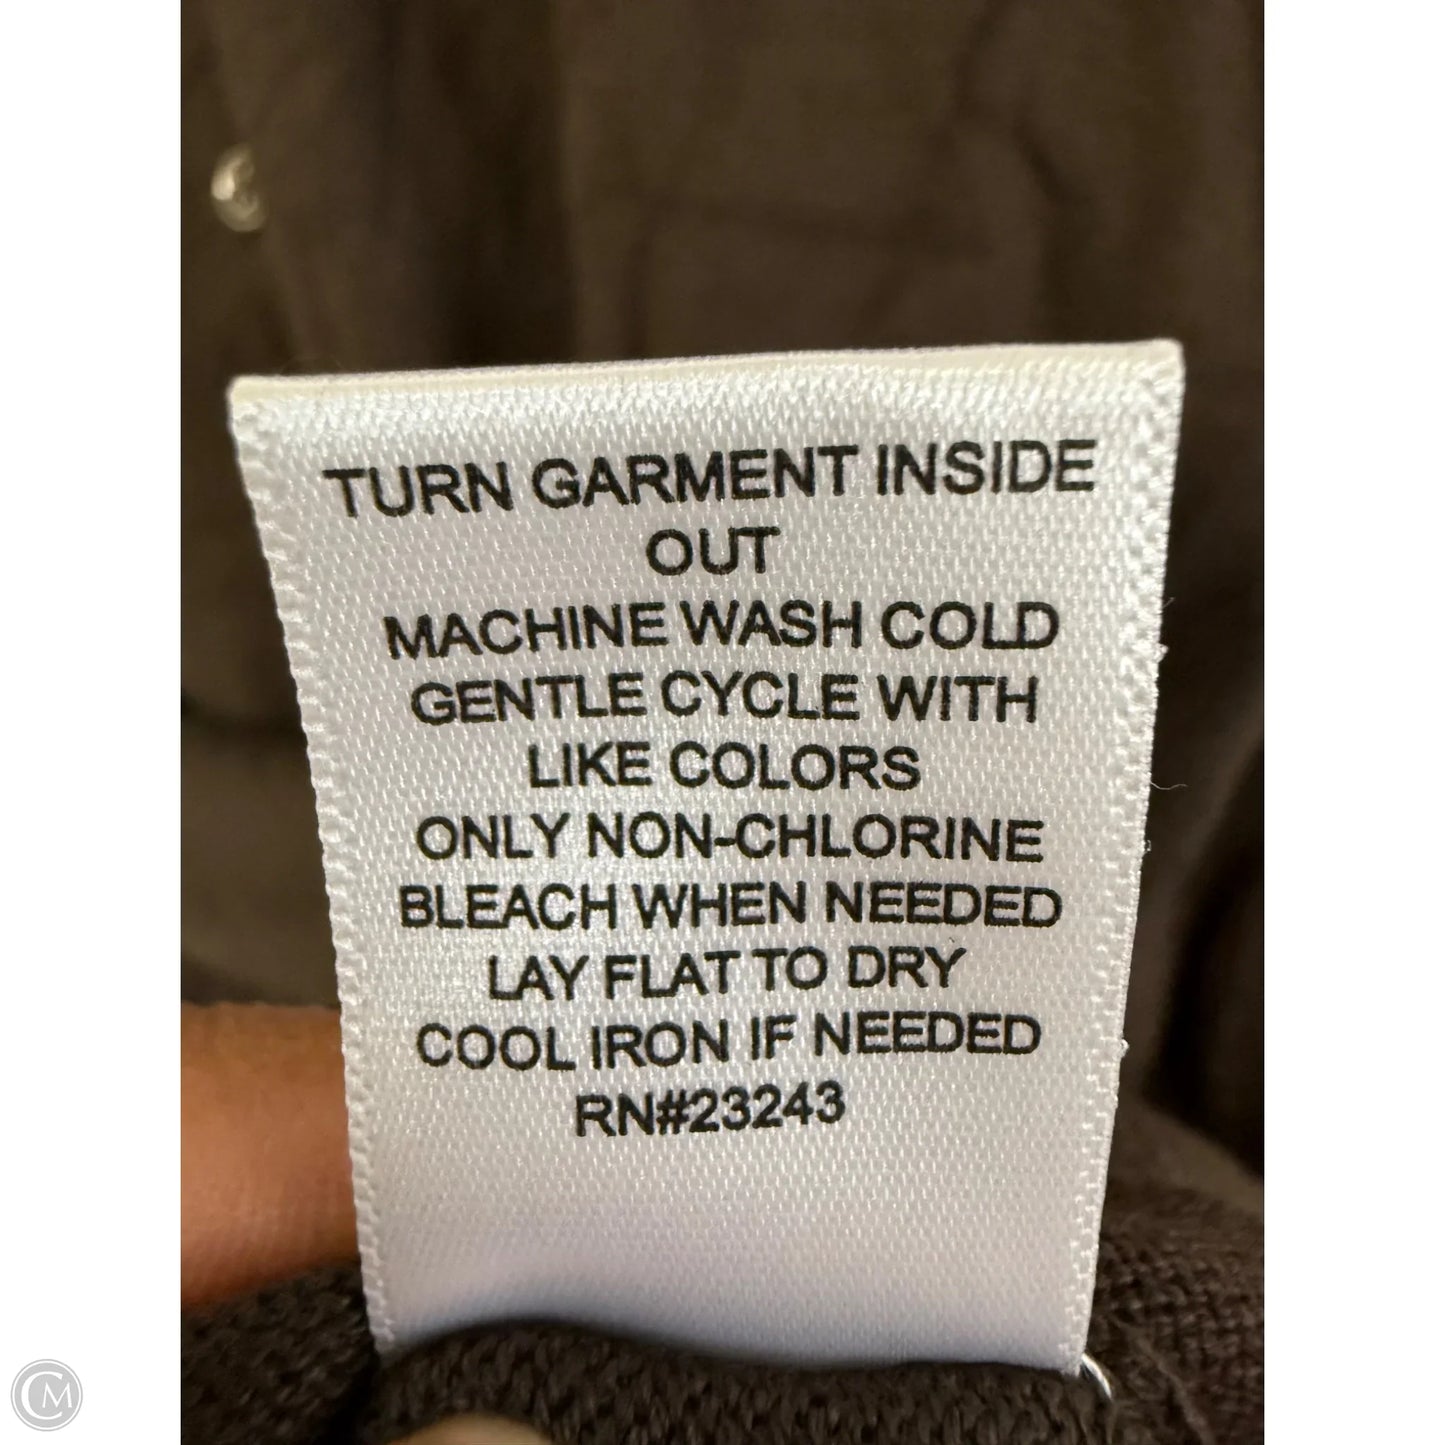 TURN GARMENT INSIDE
OUT
MACHINE WASH COLD
GENTLE CYCLE WITH
LIKE COLORS
ONLY NON-CHLORINE
BLEACH WHEN NEEDED
LAY FLAT TO DRY
COOL IRON IF NEEDED
RN#23243
CM